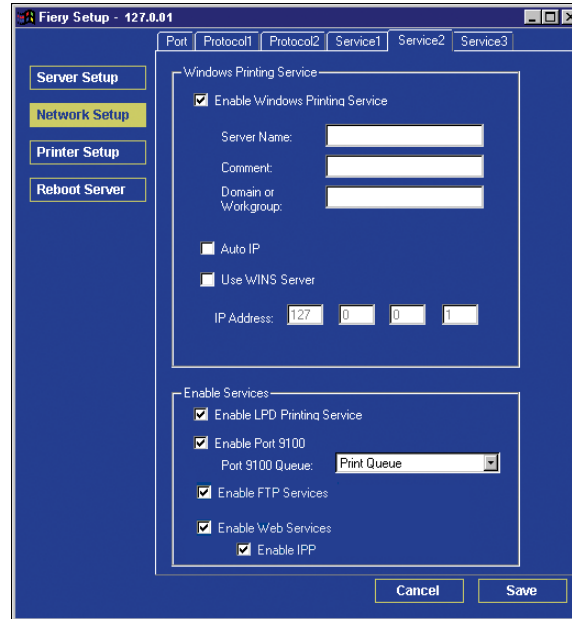 Fiery Setup - 127.0.01
Port Protocol1 Protocol2 Service1 Service2 Service3
Server Setup
Network Setup
Printer Setup
Reboot Server
Windows Printing Service
Enable Windows Printing Service
Server Name:
Comment:
Domain or
Workgroup:
Auto IP
Use WINS Server
IP Address: 127 0 0 1
Enable Services
Enable LPD Printing Service
Enable Port 9100
Port 9100 Queue: Print Queue
Enable FTP Services
Enable Web Services
Enable IPP
Cancel Save